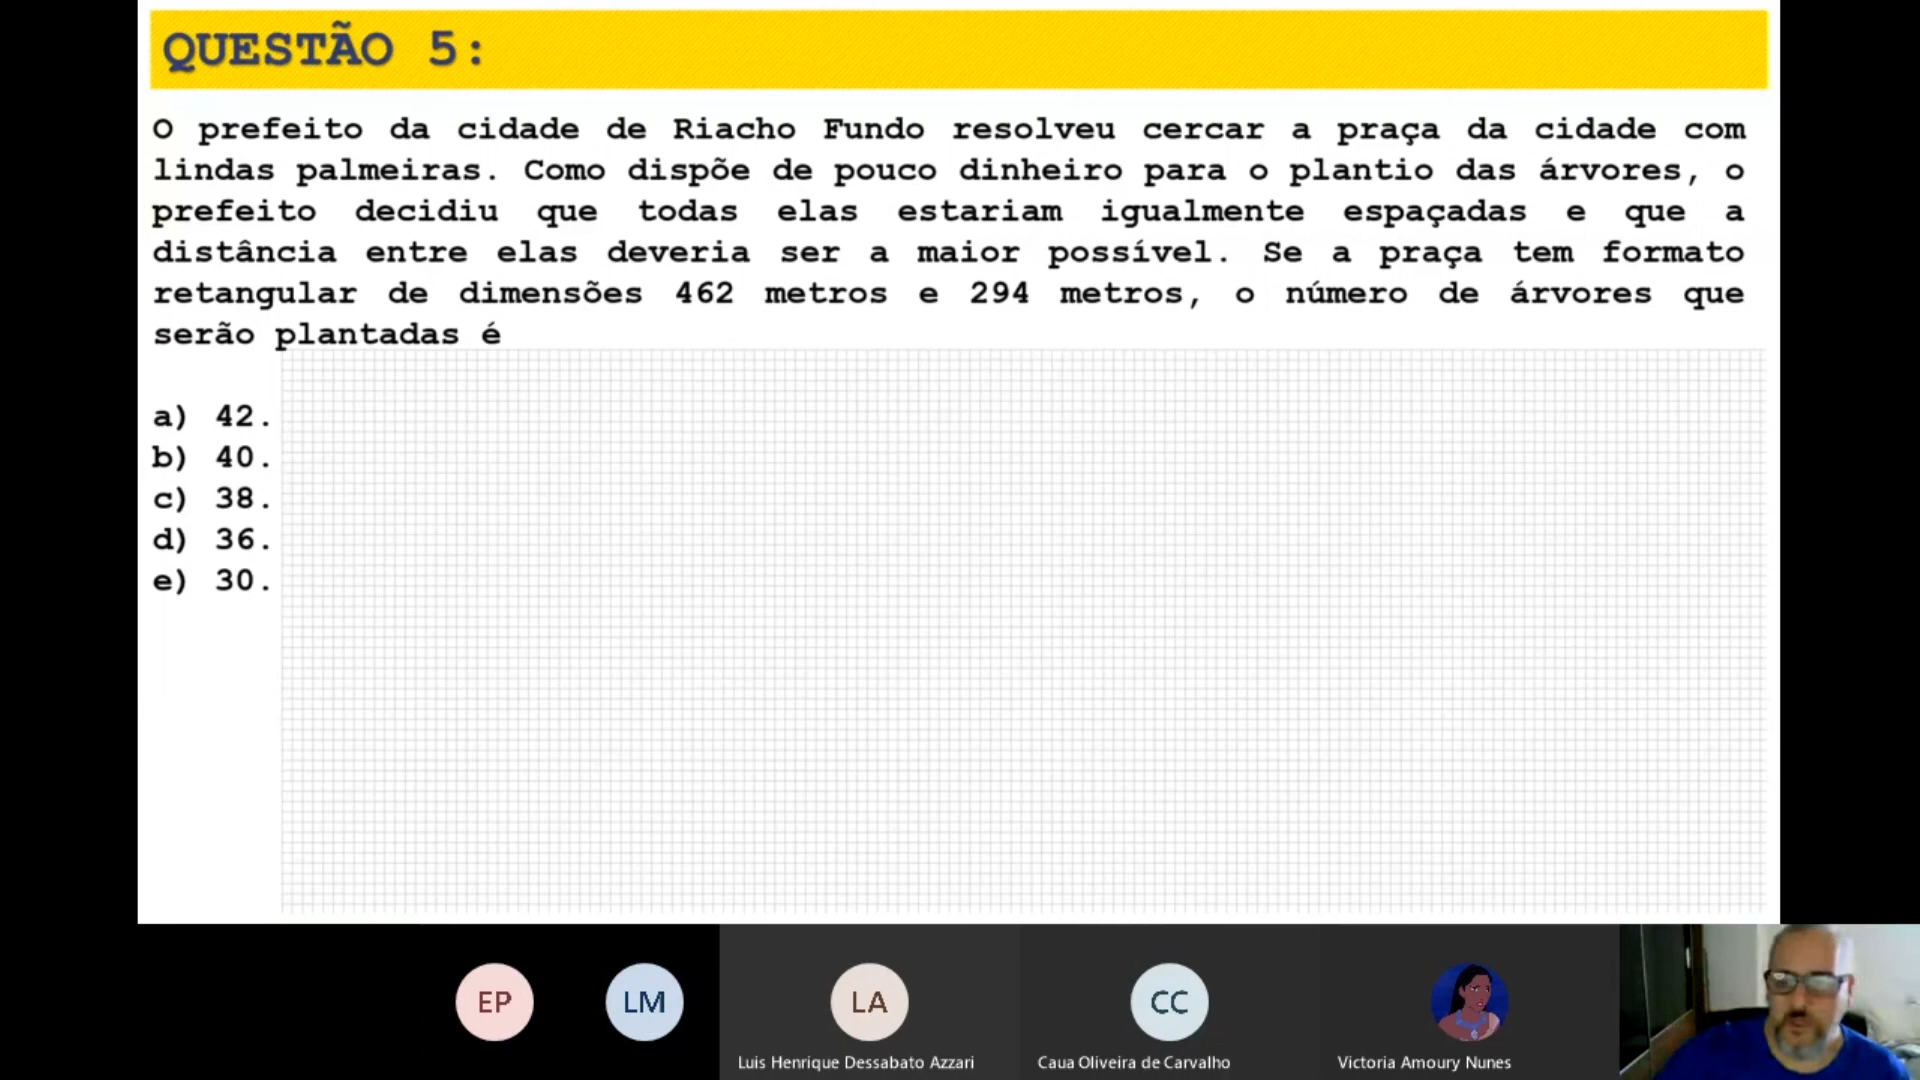 QUESTÃO 5:
O prefeito da cidade de Riacho Fundo resolveu cercar a praça da cidade com
lindas palmeiras. Como dispõe de pouco dinheiro para o plantio das árvores, o
prefeito decidiu que todas elas estariam igualmente espaçadas e que a
distância entre elas deveria ser a maior possível. Se a praça tem formato
retangular de dimensões 462 metros e 294 metros, o número de árvores que
serão plantadas é
a) 42.
b) 40.
c) 38.
d) 36.
e) 30.
EP LM LA CC
Luis Henrique Dessabato Azzari Caua Oliveira de Carvalho Victoria Amoury Nunes